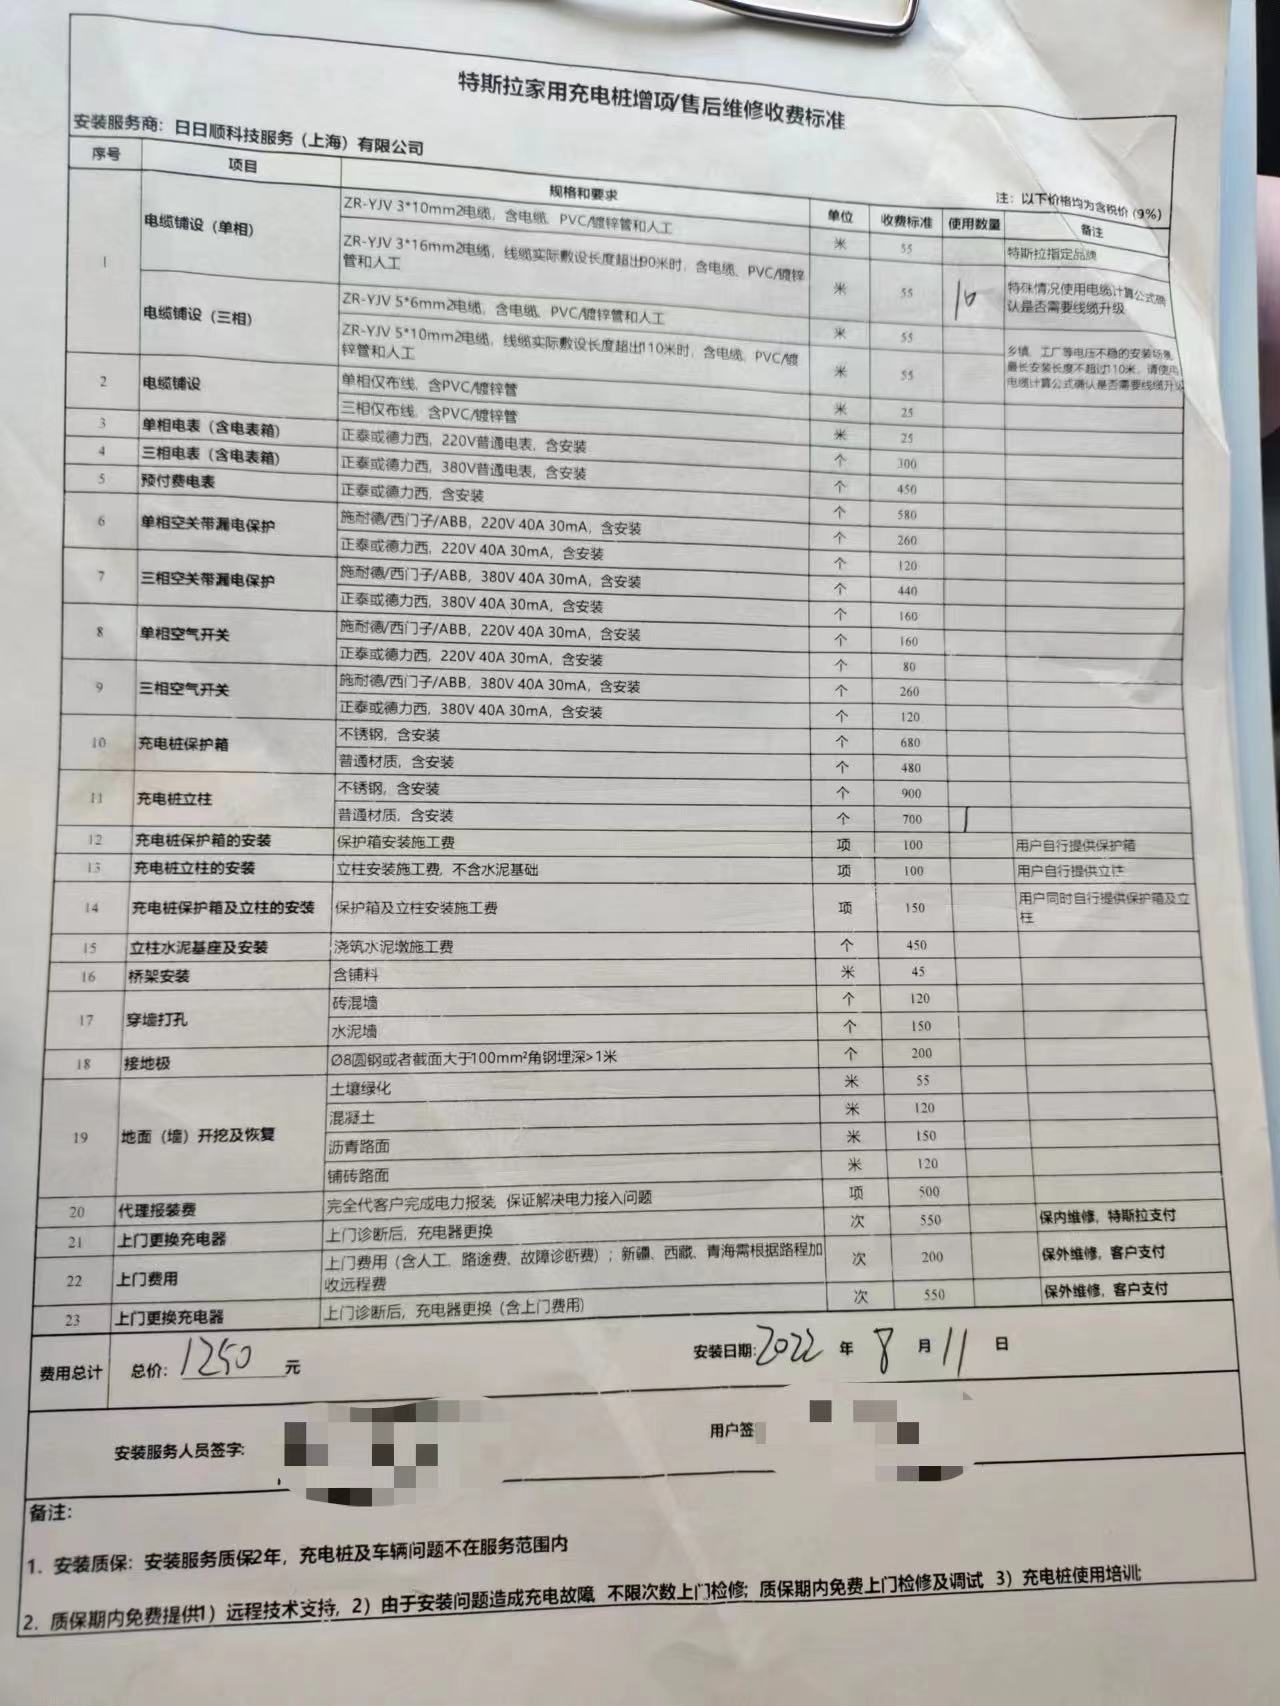 特斯拉家用充电桩增项/售后维修收费标准
安装服务商：日日顺科技服务（上海）有限公司
注：以下价格均为含税价（9%）
序号 项目 规格和要求 单位 收费标准 使用数量 备注
1 电缆铺设（单相） ZR-YJV 3*10mm2电缆，含电缆、PVC/镀锌管和人工 米 55 特斯拉指定品牌
ZR-YJV 3*16mm2电缆，线缆实际敷设长度超出90米时，含电缆、PVC/镀锌
管和人工 米 55 10 特殊情况使用电缆计算公式确
认是否需要线缆升级
电缆铺设（三相） ZR-YJV 5*6mm2电缆，含电缆、PVC/镀锌管和人工 米 55
ZR-YJV 5*10mm2电缆，线缆实际敷设长度超出110米时，含电缆、PVC/镀
锌管和人工 米 55 乡镇、工厂等电压不稳的安装场景,
最长安装长度不超过110米，请使用
电缆计算公式确认是否需要线缆升级
2 电缆铺设 单相仅布线，含PVC/镀锌管 米 25
三相仅布线，含PVC/镀锌管 米 25
3 单相电表（含电表箱） 正泰或德力西，220V普通电表，含安装 个 300
4 三相电表（含电表箱） 正泰或德力西，380V普通电表，含安装 个 450
5 预付费电表 正泰或德力西，含安装 个 580
6 单相空关带漏电保护 施耐德/西门子/ABB，220V 40A 30mA，含安装 个 260
正泰或德力西，220V 40A 30mA，含安装 个 120
7 三相空关带漏电保护 施耐德/西门子/ABB，380V 40A 30mA，含安装 个 440
正泰或德力西，380V 40A 30mA，含安装 个 160
8 单相空气开关 施耐德/西门子/ABB，220V 40A 30mA，含安装 个 160
正泰或德力西，220V 40A 30mA，含安装 个 80
9 三相空气开关 施耐德/西门子/ABB，380V 40A 30mA，含安装 个 260
正泰或德力西，380V 40A 30mA，含安装 个 120
10 充电桩保护箱 不锈钢，含安装 个 680
普通材质，含安装 个 480
11 充电桩立柱 不锈钢，含安装 个 900
普通材质，含安装 个 700 1
12 充电桩保护箱的安装 保护箱安装施工费 项 100 用户自行提供保护箱
13 充电桩立柱的安装 立柱安装施工费，不含水泥基础 项 100 用户自行提供立柱
14 充电桩保护箱及立柱的安装 保护箱及立柱安装施工费 项 150 用户同时自行提供保护箱及立
柱
15 立柱水泥基座及安装 浇筑水泥墩施工费 个 450
16 桥架安装 含铺料 米 45
17 穿墙打孔 砖混墙 个 120
水泥墙 个 150
18 接地极 Ø8圆钢或者截面大于100mm²角钢埋深>1米 个 200
19 地面（墙）开挖及恢复 土壤绿化 米 55
混凝土 米 120
沥青路面 米 150
铺砖路面 米 120
20 代理报装费 完全代客户完成电力报装，保证解决电力接入问题 项 500
21 上门更换充电器 上门诊断后，充电器更换 次 550 保内维修，特斯拉支付
22 上门费用 上门费用（含人工、路途费、故障诊断费）；新疆、西藏、青海需根据路程加
收远程费 次 200 保外维修，客户支付
23 上门更换充电器 上门诊断后，充电器更换（含上门费用） 次 550 保外维修，客户支付
费用总计 总价：1250 元 安装日期：2022 年 8 月 11 日
安装服务人员签字： 用户签
备注：
1. 安装质保：安装服务质保2年，充电桩及车辆问题不在服务范围内
2. 质保期内免费提供1）远程技术支持，2）由于安装问题造成充电故障，不限次数上门检修；质保期内免费上门检修及调试 3）充电桩使用培训;